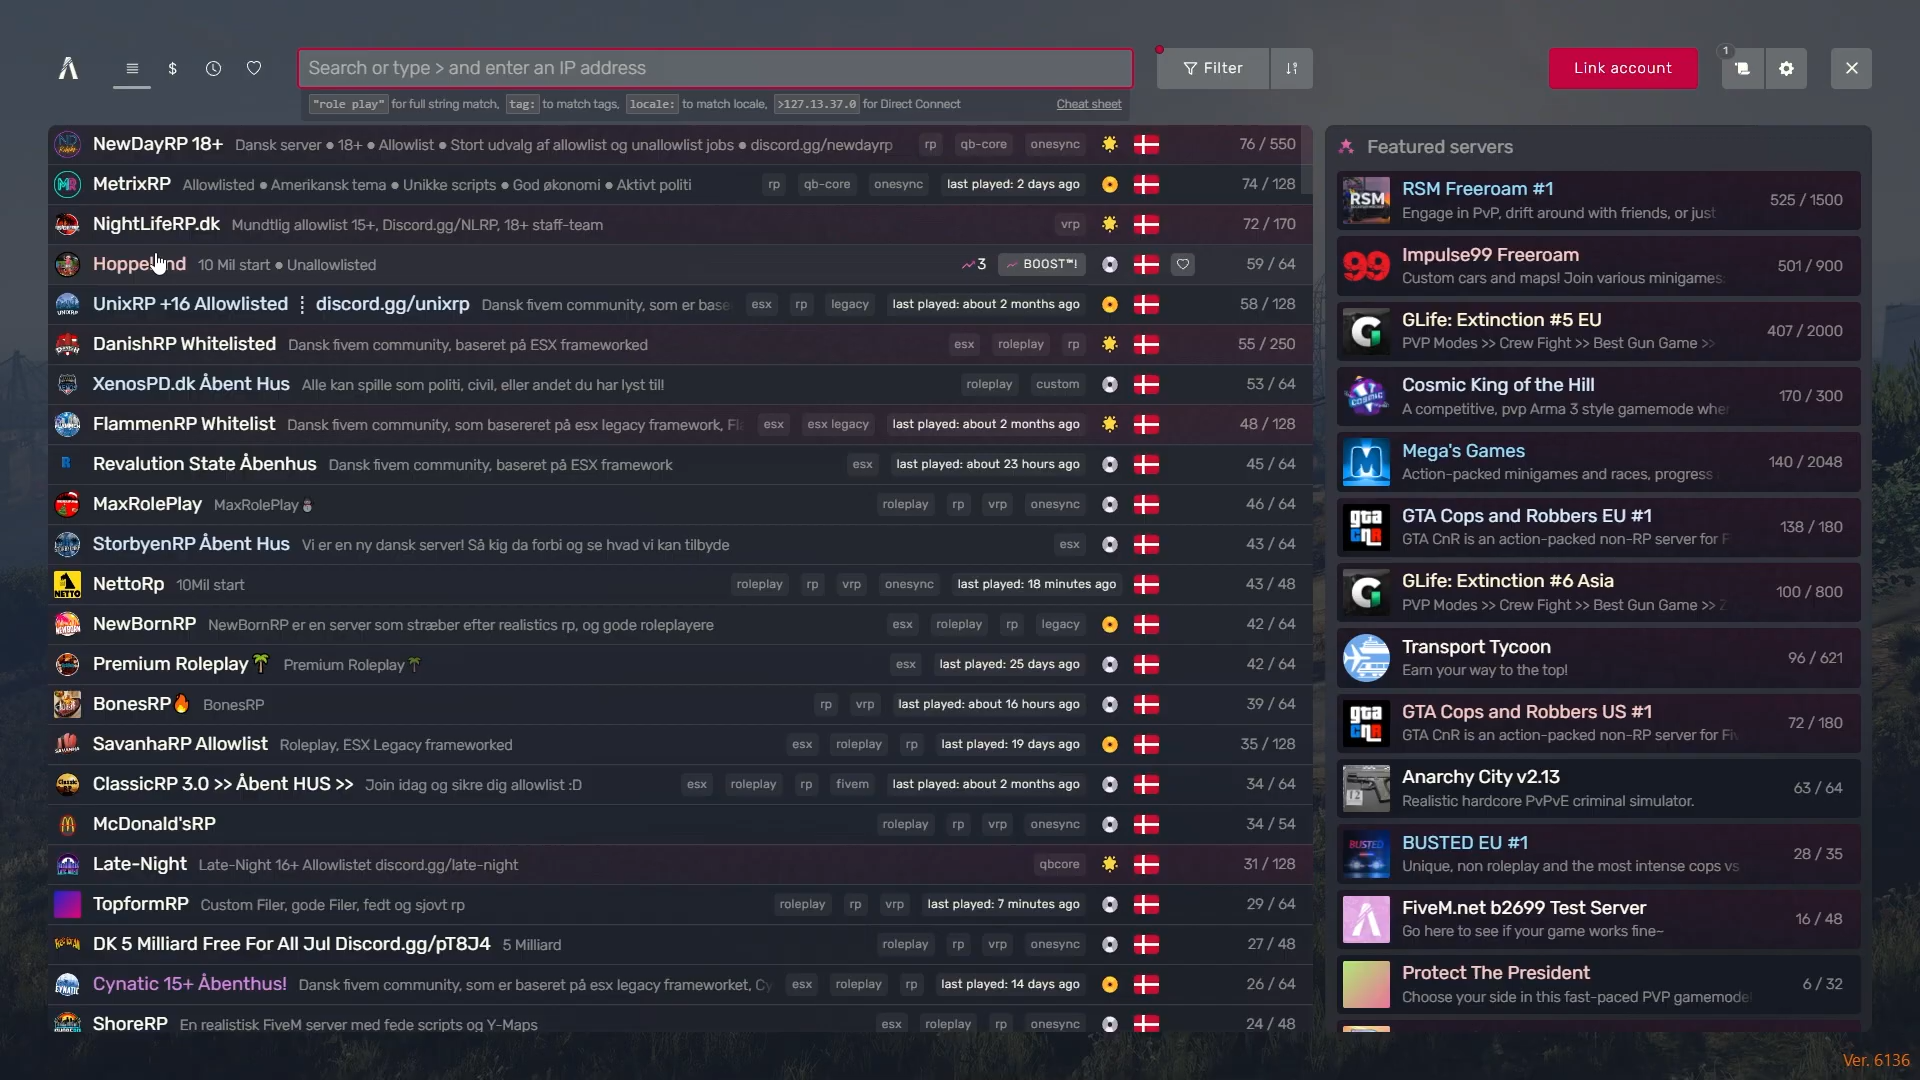 Search or type > and enter an IP address
Filter
Link account
1
"role play" for full string match, tag: to match tags, locale: to match locale, >127.13.37.0 for Direct Connect Cheat sheet
NewDayRP 18+ Dansk server ● 18+ ● Allowlist ● Stort udvalg af allowlist og unallowlist jobs ● discord.gg/newdayrp rp qb-core onesync 76 / 550
MetrixRP Allowlisted ● Amerikansk tema ● Unikke scripts ● God økonomi ● Aktivt politi rp qb-core onesync last played: 2 days ago 74 / 128
NightLifeRP.dk Mundtlig allowlist 15+, Discord.gg/NLRP, 18+ staff-team vrp 72 / 170
10 Mil start ● Unallowlisted 3 BOOST™! 59 / 64
UnixRP +16 Allowlisted ┊ discord.gg/unixrp Dansk fivem community, som er base esx rp legacy last played: about 2 months ago 58 / 128
DanishRP Whitelisted Dansk fivem community, baseret på ESX frameworked esx roleplay rp 55 / 250
XenosPD.dk Åbent Hus Alle kan spille som politi, civil, eller andet du har lyst til! roleplay custom 53 / 64
FlammenRP Whitelist Dansk fivem community, som basereret på esx legacy framework, Fl esx esx legacy last played: about 2 months ago 48 / 128
Revalution State Åbenhus Dansk fivem community, baseret på ESX framework esx last played: about 23 hours ago 45 / 64
MaxRolePlay MaxRolePlay⛄ roleplay rp vrp onesync 46 / 64
StorbyenRP Åbent Hus Vi er en ny dansk server! Så kig da forbi og se hvad vi kan tilbyde esx 43 / 64
NettoRp 10Mil start roleplay rp vrp onesync last played: 18 minutes ago 43 / 48
NewBornRP NewBornRP er en server som stræber efter realistics rp, og gode roleplayere esx roleplay rp legacy 42 / 64
Premium Roleplay🌴 Premium Roleplay🌴 esx last played: 25 days ago 42 / 64
BonesRP🔥 BonesRP rp vrp last played: about 16 hours ago 39 / 64
SavanhaRP Allowlist Roleplay, ESX Legacy frameworked esx roleplay rp last played: 19 days ago 35 / 128
ClassicRP 3.0 >> Åbent HUS >> Join idag og sikre dig allowlist :D esx roleplay rp fivem last played: about 2 months ago 34 / 64
McDonald'sRP roleplay rp vrp onesync 34 / 54
Late-Night Late-Night 16+ Allowlistet discord.gg/late-night qbcore 31 / 128
TopformRP Custom Filer, gode Filer, fedt og sjovt rp roleplay rp vrp last played: 7 minutes ago 29 / 64
DK 5 Milliard Free For All Jul Discord.gg/pT8J4 5 Milliard roleplay rp vrp onesync 27 / 48
Cynatic 15+ Åbenthus! Dansk fivem community, som er baseret på esx legacy frameworket, Cy esx roleplay rp last played: 14 days ago 26 / 64
ShoreRP En realistisk FiveM server med fede scripts og Y-Maps esx roleplay rp onesync 24 / 48
Featured servers
RSM
RSM Freeroam #1
Engage in PvP, drift around with friends, or just
525 / 1500
99
Impulse99 Freeroam
Custom cars and maps! Join various minigames
501 / 900
G
GLife: Extinction #5 EU
PVP Modes >> Crew Fight >> Best Gun Game >>
407 / 2000
COSMIC
Cosmic King of the Hill
A competitive, pvp Arma 3 style gamemode wher
170 / 300
M
Mega's Games
Action-packed minigames and races, progress
140 / 2048
gta
cnR
GTA Cops and Robbers EU #1
GTA CnR is an action-packed non-RP server for F
138 / 180
G
GLife: Extinction #6 Asia
PVP Modes >> Crew Fight >> Best Gun Game >> Z
100 / 800
Transport Tycoon
Earn your way to the top!
96 / 621
gta
cnR
GTA Cops and Robbers US #1
GTA CnR is an action-packed non-RP server for Fiv
72 / 180
Anarchy City v2.13
Realistic hardcore PvPvE criminal simulator.
63 / 64
BUSTED
BUSTED EU #1
Unique, non roleplay and the most intense cops vs
28 / 35
FiveM.net b2699 Test Server
Go here to see if your game works fine~
16 / 48
Protect The President
Choose your side in this fast-paced PVP gamemode
6 / 32
Ver. 6136